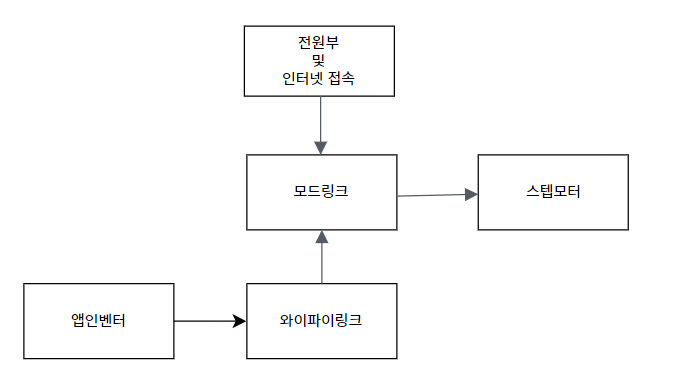 전원부
및
인터넷 접속
모드링크
스텝모터
앱인벤터
와이파이링크